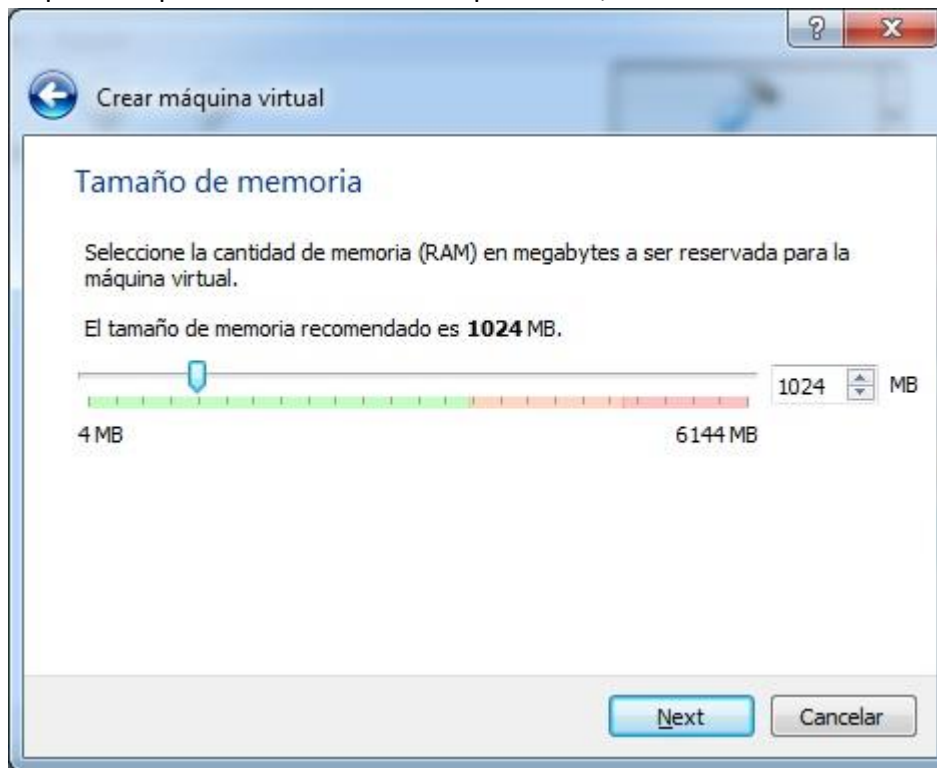 Crear máquina virtual
Tamaño de memoria
Seleccione la cantidad de memoria (RAM) en megabytes a ser reservada para la
máquina virtual.
El tamaño de memoria recomendado es 1024 MB.
1024 MB
4 MB 6144 MB
Next Cancelar